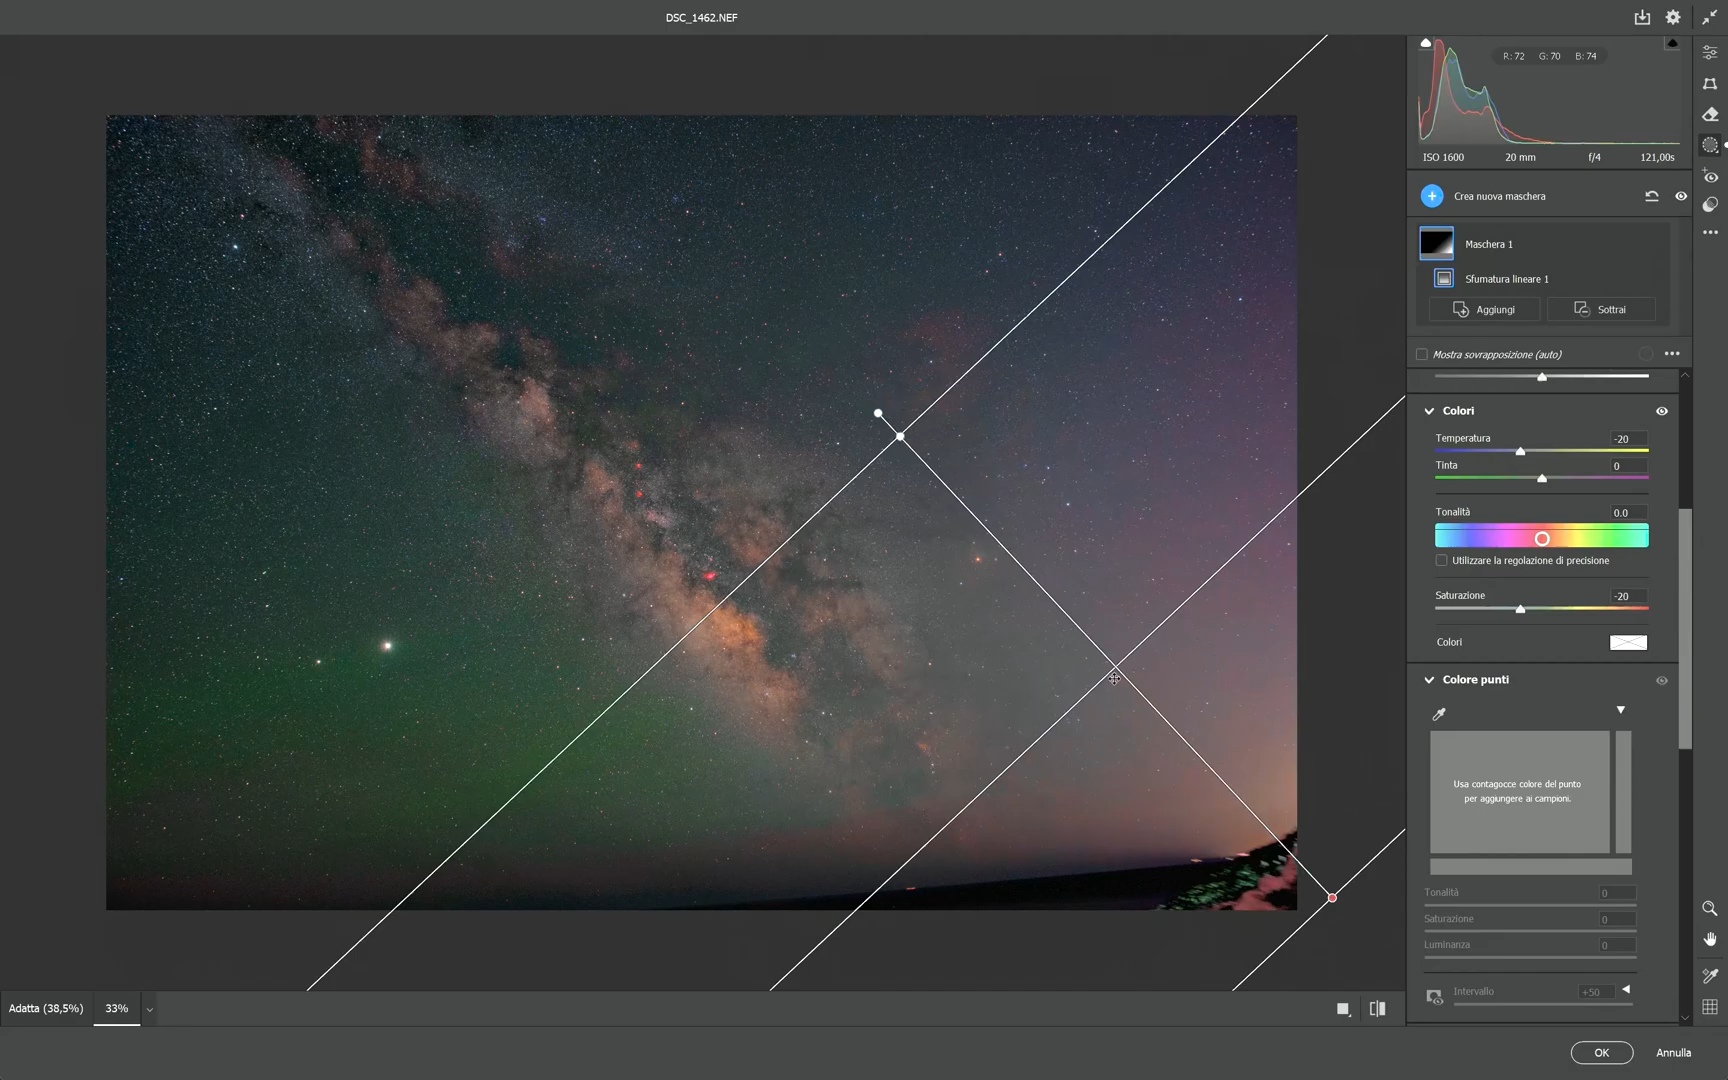 DSC_1462.NEF
R: 72 G: 70 B: 74
ISO 1600 20 mm f/4 121,00s
Crea nuova maschera
Maschera 1
Sfumatura lineare 1
Aggiungi Sottrai
Mostra sovrapposizione (auto)
Colori
Temperatura -20
Tinta 0
Tonalità 0.0
Utilizzare la regolazione di precisione
Saturazione -20
Colori
Colore punti
Usa contagocce colore del punto
per aggiungere ai campioni.
Tonalità 0
Saturazione 0
Luminanza 0
Intervallo +50
Adatta (38,5%) 33%
OK Annulla